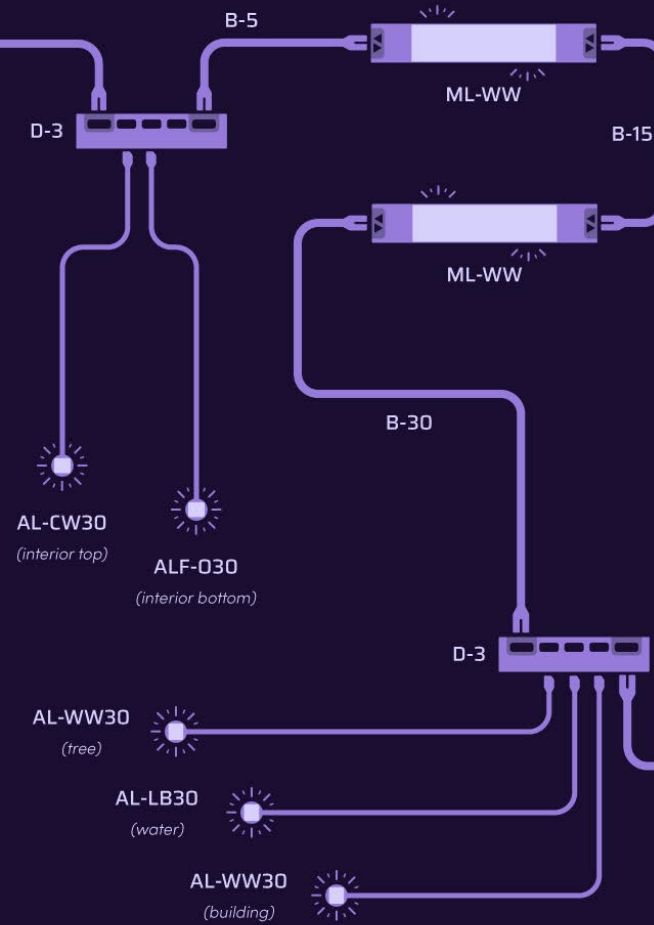 B-5
ML-WW
D-3
B-15
ML-WW
B-30
AL-CW30
(interior top)
ALF-O30
(interior bottom)
D-3
AL-WW30
(tree)
AL-LB30
(water)
AL-WW30
(building)